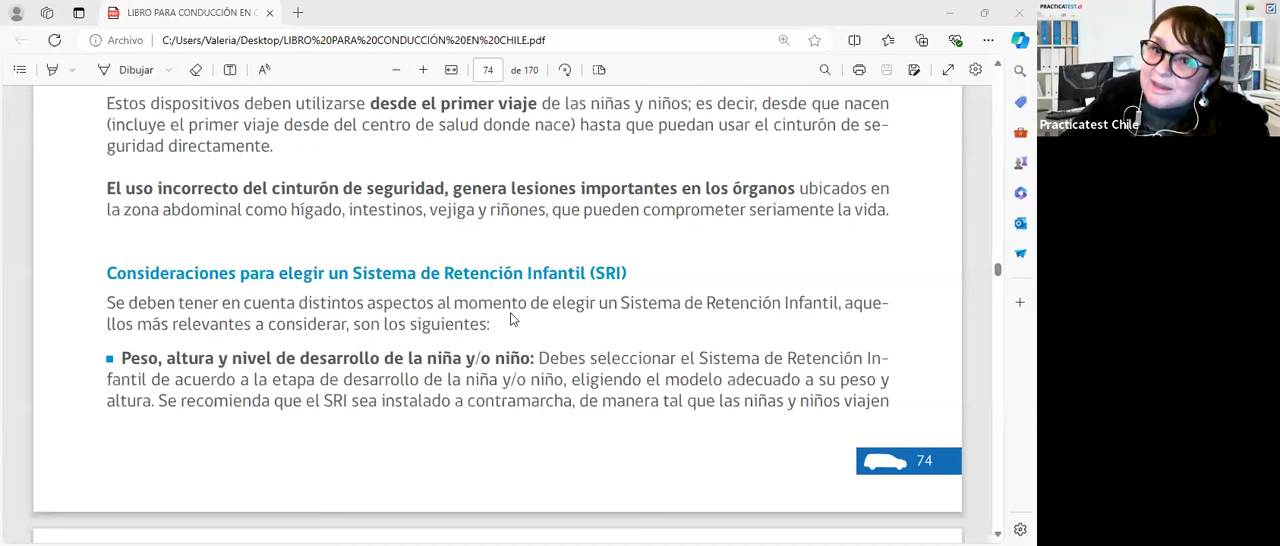 LIBRO PARA CONDUCCIÓN EN C
Archivo
C:/Users/Valeria/Desktop/LIBRO%20PARA%20CONDUCCIÓN%20EN%20CHILE.pdf
Dibujar
74 de 170
PRACTICATEST.cl
Practicatest Chile
Estos dispositivos deben utilizarse desde el primer viaje de las niñas y niños; es decir, desde que nacen
(incluye el primer viaje desde del centro de salud donde nace) hasta que puedan usar el cinturón de se-
guridad directamente.
El uso incorrecto del cinturón de seguridad, genera lesiones importantes en los órganos ubicados en
la zona abdominal como hígado, intestinos, vejiga y riñones, que pueden comprometer seriamente la vida.
Consideraciones para elegir un Sistema de Retención Infantil (SRI)
Se deben tener en cuenta distintos aspectos al momento de elegir un Sistema de Retención Infantil, aque-
llos más relevantes a considerar, son los siguientes:
Peso, altura y nivel de desarrollo de la niña y/o niño: Debes seleccionar el Sistema de Retención In-
fantil de acuerdo a la etapa de desarrollo de la niña y/o niño, eligiendo el modelo adecuado a su peso y
altura. Se recomienda que el SRI sea instalado a contramarcha, de manera tal que las niñas y niños viajen
74